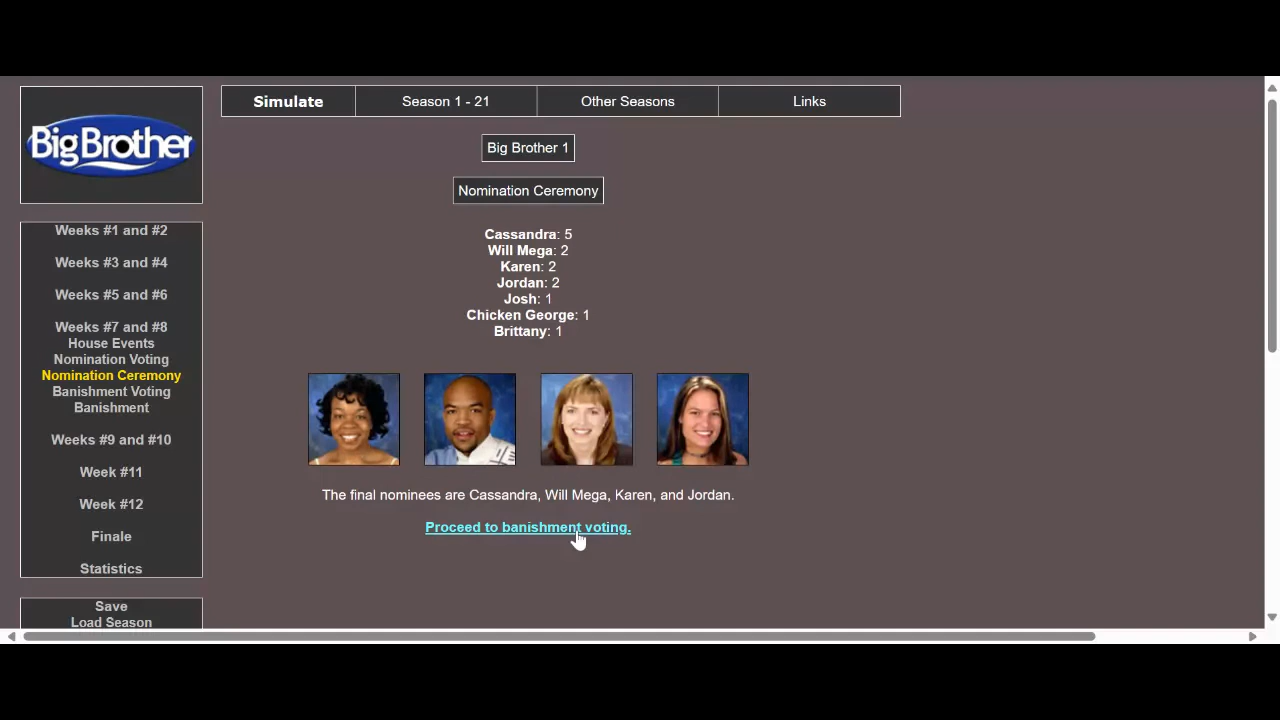 Big Brother
Simulate
Season 1 - 21
Other Seasons
Links
Big Brother 1
Nomination Ceremony
Weeks #1 and #2
Weeks #3 and #4
Weeks #5 and #6
Weeks #7 and #8
House Events
Nomination Voting
Nomination Ceremony
Banishment Voting
Banishment
Weeks #9 and #10
Week #11
Week #12
Finale
Statistics
Save
Load Season
Cassandra: 5
Will Mega: 2
Karen: 2
Jordan: 2
Josh: 1
Chicken George: 1
Brittany: 1
The final nominees are Cassandra, Will Mega, Karen, and Jordan.
Proceed to banishment voting.